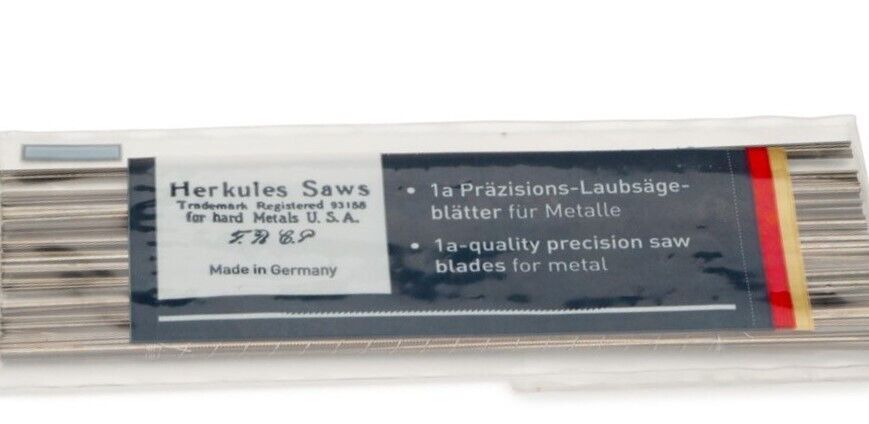 Herkules Saws
Trademark Registered 93188
for hard Metals U.S.A.
Made in Germany
• 1a Präzisions-Laubsäge-
blätter für Metalle
• 1a-quality precision saw
blades for metal